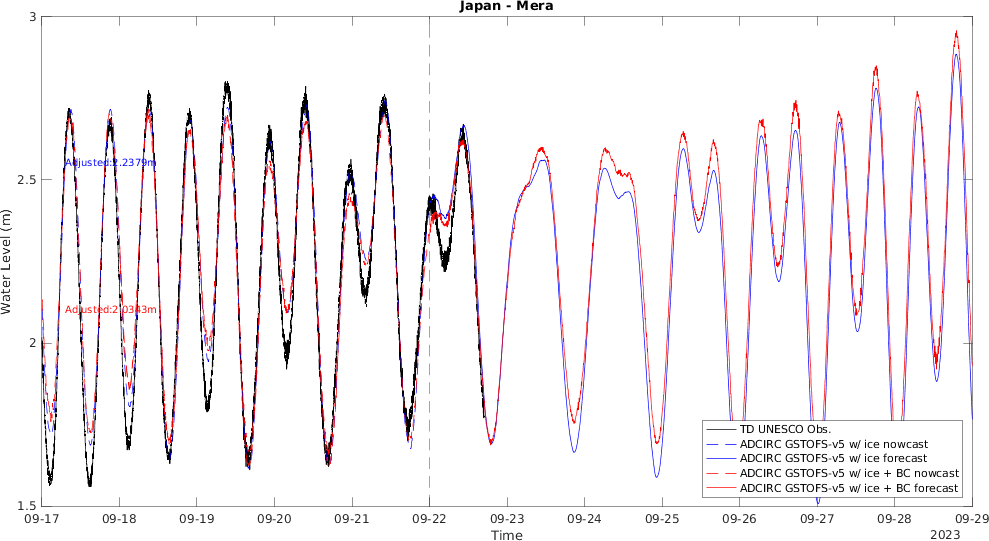 Japan - Mera
3
2.5
2
1.5
Water Level (m)
Adjusted:2.2379m
Adjusted:2.0343m
TD UNESCO Obs.
ADCIRC GSTOFS-v5 w/ ice nowcast
ADCIRC GSTOFS-v5 w/ ice forecast
ADCIRC GSTOFS-v5 w/ ice + BC nowcast
ADCIRC GSTOFS-v5 w/ ice + BC forecast
09-17 09-18 09-19 09-20 09-21 09-22 09-23 09-24 09-25 09-26 09-27 09-28 09-29
Time
2023